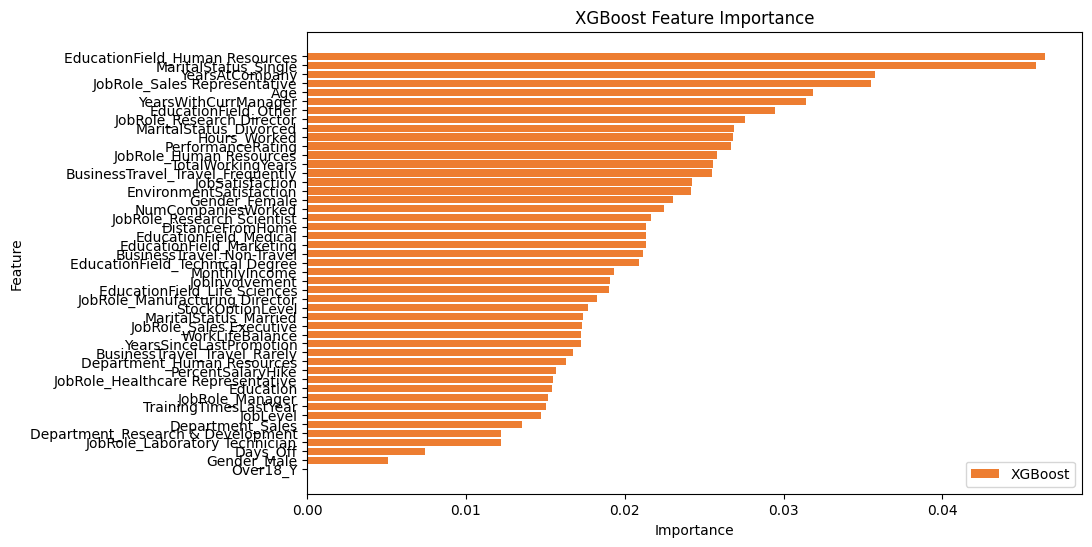 XGBoost Feature Importance
EducationField_Human Resources
MaritalStatus_Single
YearsAtCompany
JobRole_Sales Representative
Age
YearsWithCurrManager
EducationField_Other
JobRole_Research Director
MaritalStatus_Divorced
Hours_Worked
PerformanceRating
JobRole_Human Resources
TotalWorkingYears
BusinessTravel_Travel_Frequently
JobSatisfaction
EnvironmentSatisfaction
Gender_Female
NumCompaniesWorked
JobRole_Research Scientist
DistanceFromHome
EducationField_Medical
EducationField_Marketing
BusinessTravel_Non-Travel
EducationField_Technical Degree
MonthlyIncome
JobInvolvement
EducationField_Life Sciences
JobRole_Manufacturing Director
StockOptionLevel
MaritalStatus_Married
JobRole_Sales Executive
WorkLifeBalance
YearsSinceLastPromotion
BusinessTravel_Travel_Rarely
Department_Human Resources
PercentSalaryHike
JobRole_Healthcare Representative
Education
JobRole_Manager
TrainingTimesLastYear
JobLevel
Department_Sales
Department_Research & Development
JobRole_Laboratory Technician
Days_Off
Gender_Male
Over18_Y
Feature
XGBoost
0.00 0.01 0.02 0.03 0.04
Importance